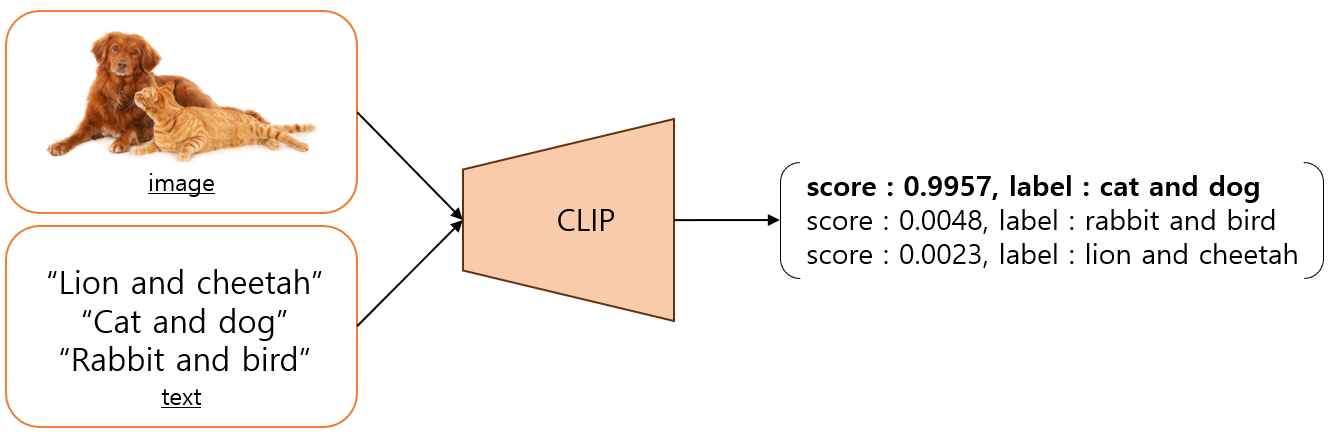 image
“Lion and cheetah”
“Cat and dog”
“Rabbit and bird”
text
CLIP
score : 0.9957, label : cat and dog
score : 0.0048, label : rabbit and bird
score : 0.0023, label : lion and cheetah